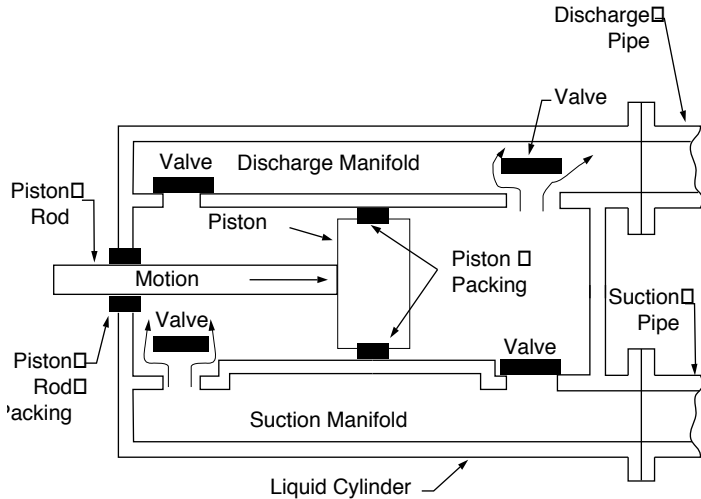 Discharge□
Pipe
Valve
Valve
Discharge Manifold
Piston□
Rod
Piston
Piston □
Packing
Motion
Suction□
Pipe
Valve
Valve
Piston□
Rod□
Packing
Suction Manifold
Liquid Cylinder